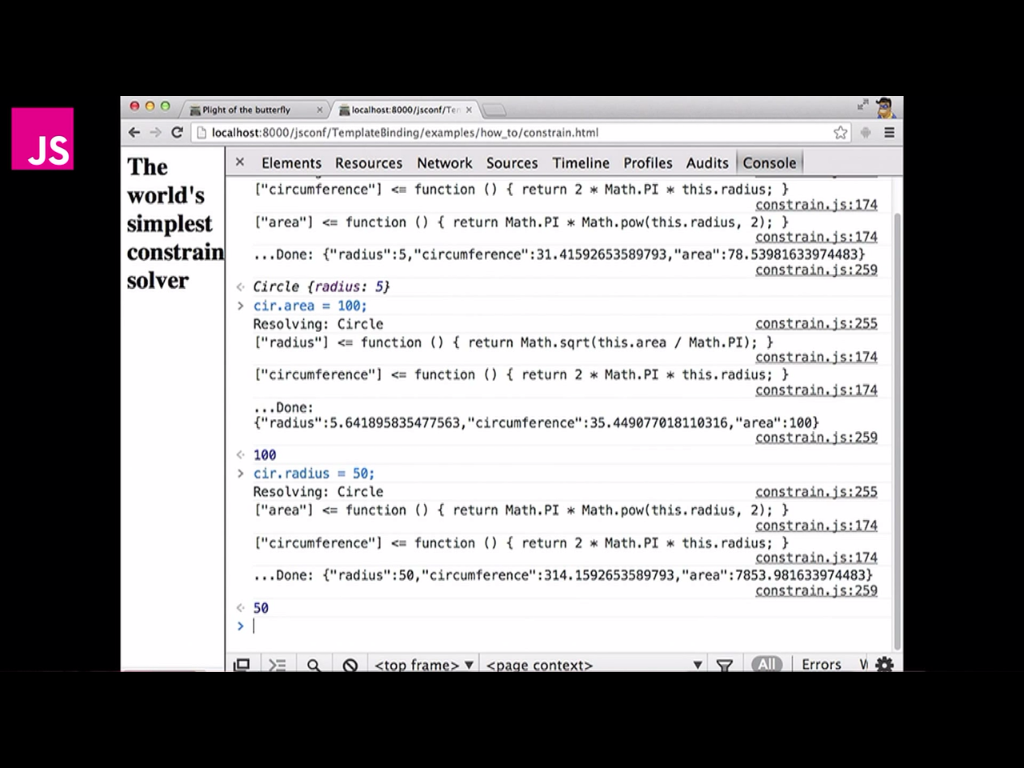 JS
Plight of the butterfly
localhost:8000/jsconf/Te
localhost:8000/jsconf/TemplateBinding/examples/how_to/constrain.html
The
world's
simplest
constrain
solver
Elements Resources Network Sources Timeline Profiles Audits Console
["circumference"] <= function () { return 2 * Math.PI * this.radius; }
constrain.js:174
["area"] <= function () { return Math.PI * Math.pow(this.radius, 2); }
constrain.js:174
...Done: {"radius":5,"circumference":31.41592653589793,"area":78.53981633974483}
constrain.js:259
Circle {radius: 5}
> cir.area = 100;
Resolving: Circle constrain.js:255
["radius"] <= function () { return Math.sqrt(this.area / Math.PI); }
constrain.js:174
["circumference"] <= function () { return 2 * Math.PI * this.radius; }
constrain.js:174
...Done:
{"radius":5.641895835477563,"circumference":35.449077018110316,"area":100}
constrain.js:259
100
> cir.radius = 50;
Resolving: Circle constrain.js:255
["area"] <= function () { return Math.PI * Math.pow(this.radius, 2); }
constrain.js:174
["circumference"] <= function () { return 2 * Math.PI * this.radius; }
constrain.js:174
...Done: {"radius":50,"circumference":314.1592653589793,"area":7853.981633974483}
constrain.js:259
50
>
<top frame> <page context> All Errors